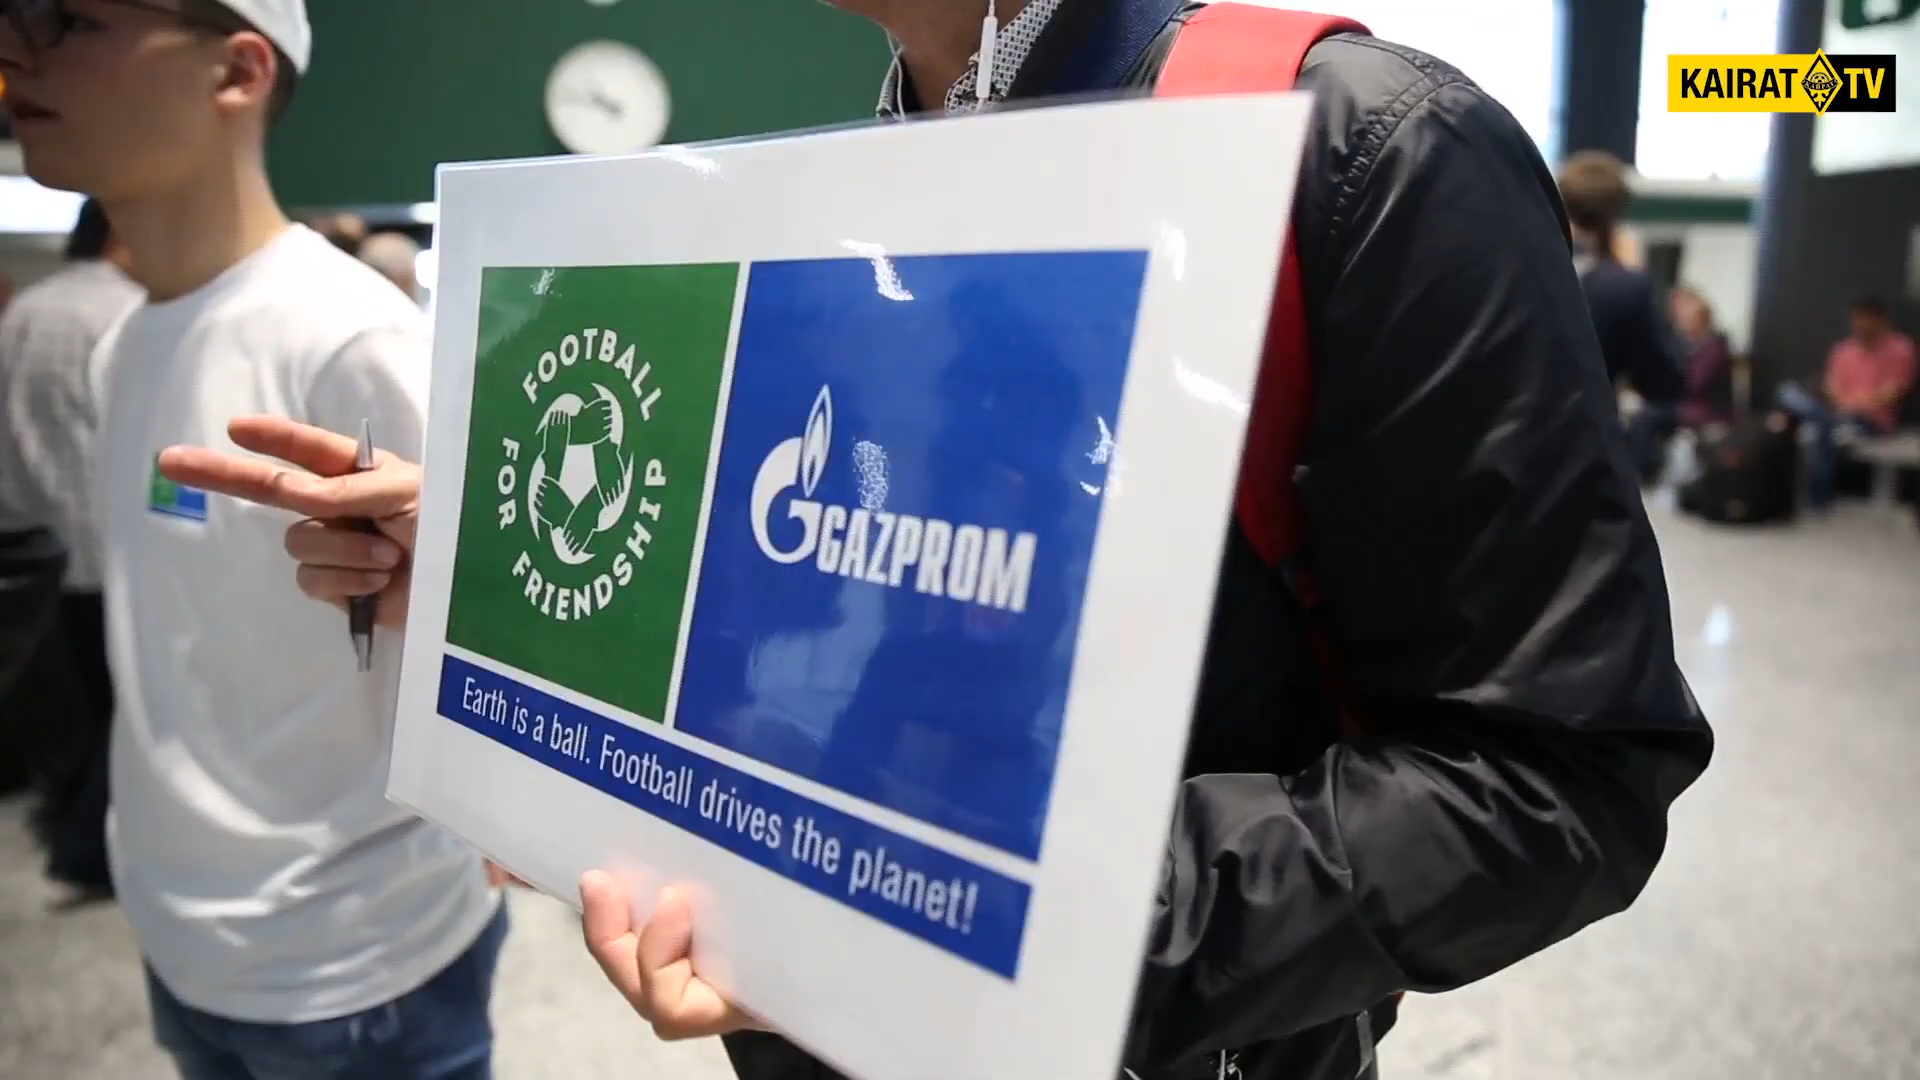 KAIRAT TV
FOOTBALL
FOR
FRIENDSHIP
GAZPROM
Earth is a ball. Football drives the planet!